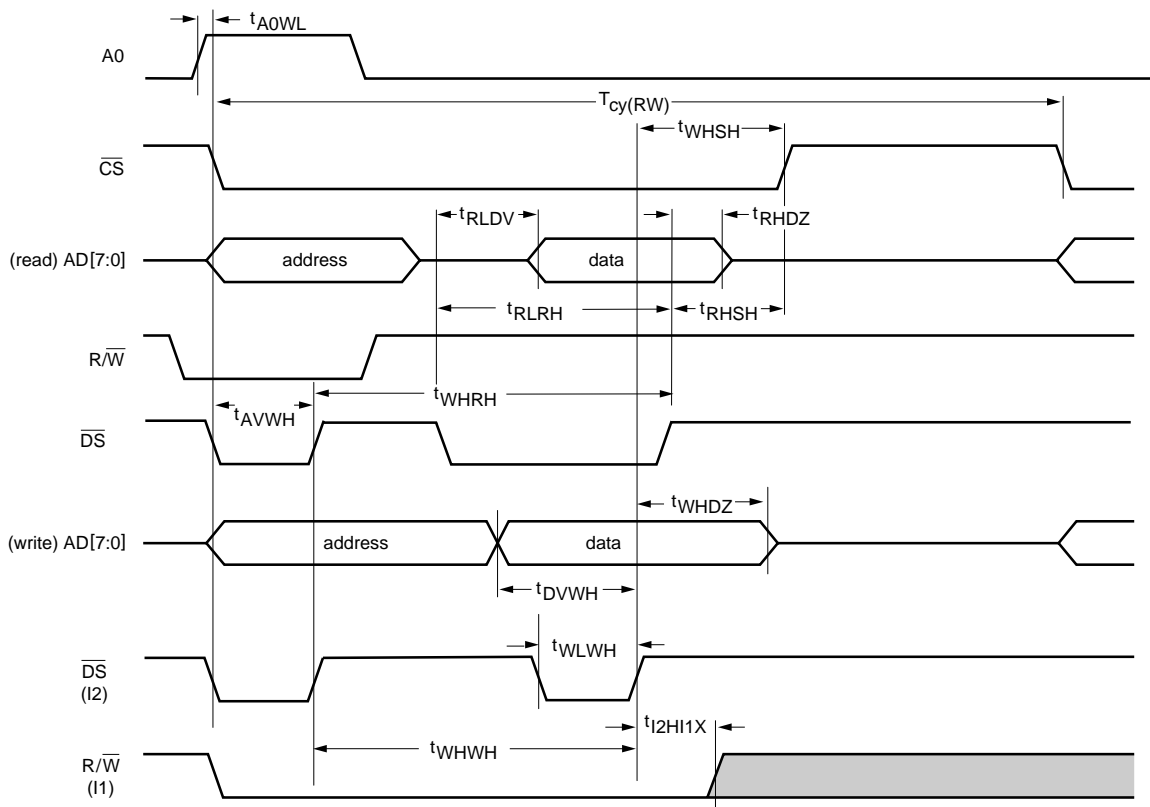 tA0WL
A0
Tcy(RW)
tWHSH
CS
tRLDV
tRHDZ
(read) AD[7:0]
address
data
tRLRH
tRHSH
R/W
tWHRH
tAVWH
DS
tWHDZ
(write) AD[7:0]
address
data
tDVWH
tWLWH
DS
(I2)
tI2HI1X
tWHWH
R/W
(I1)